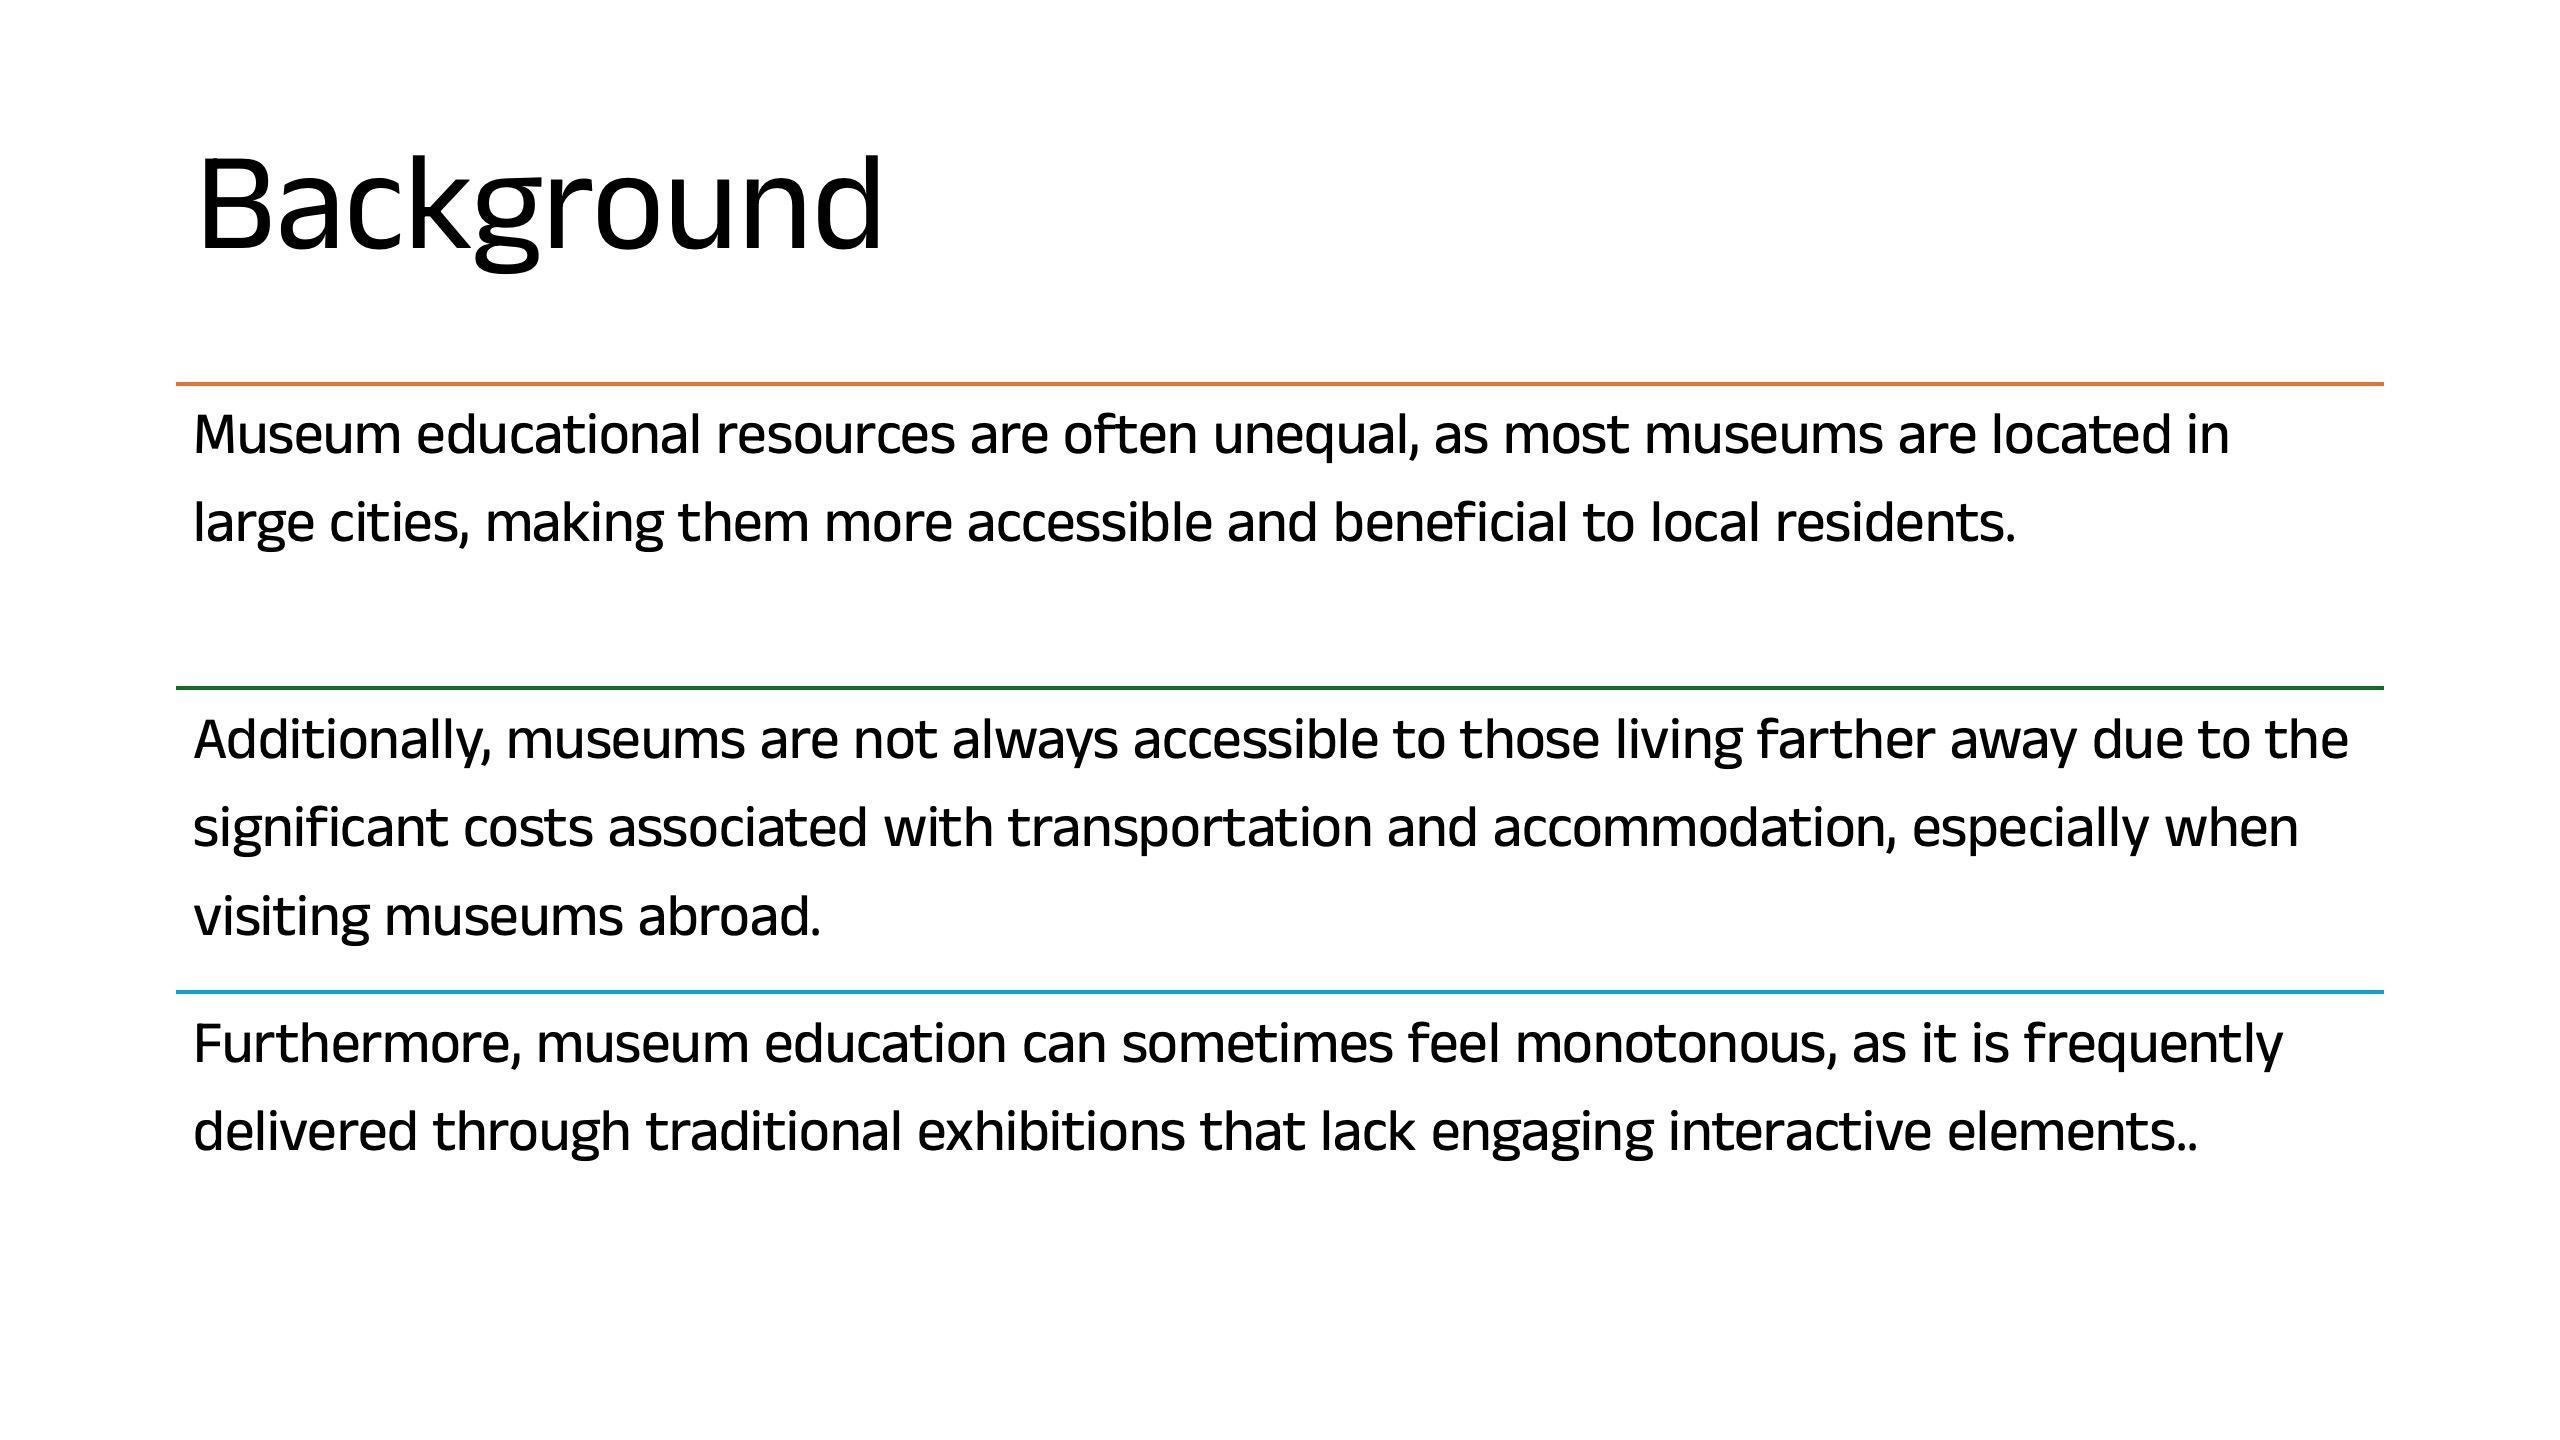 Background
Museum educational resources are often unequal, as most museums are located in
large cities, making them more accessible and beneficial to local residents.
Additionally, museums are not always accessible to those living farther away due to the
significant costs associated with transportation and accommodation, especially when
visiting museums abroad.
Furthermore, museum education can sometimes feel monotonous, as it is frequently
delivered through traditional exhibitions that lack engaging interactive elements..